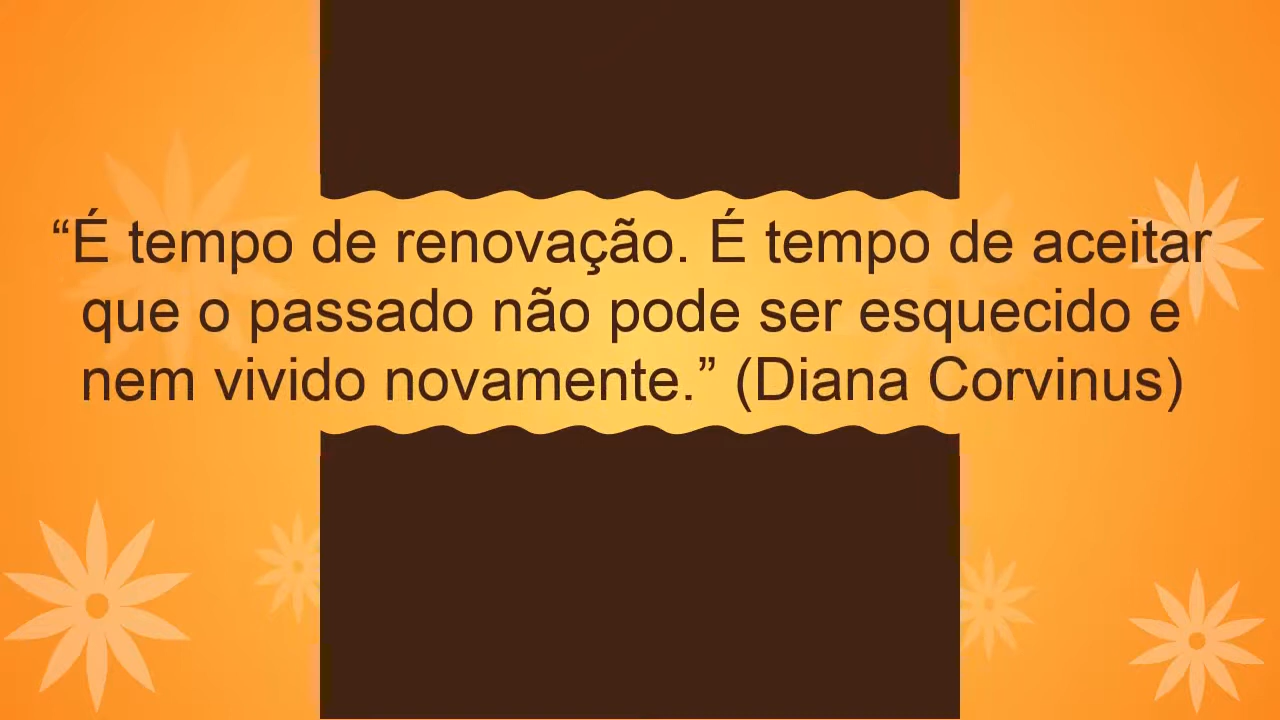 “É tempo de renovação. É tempo de aceitar
que o passado não pode ser esquecido e
nem vivido novamente.” (Diana Corvinus)